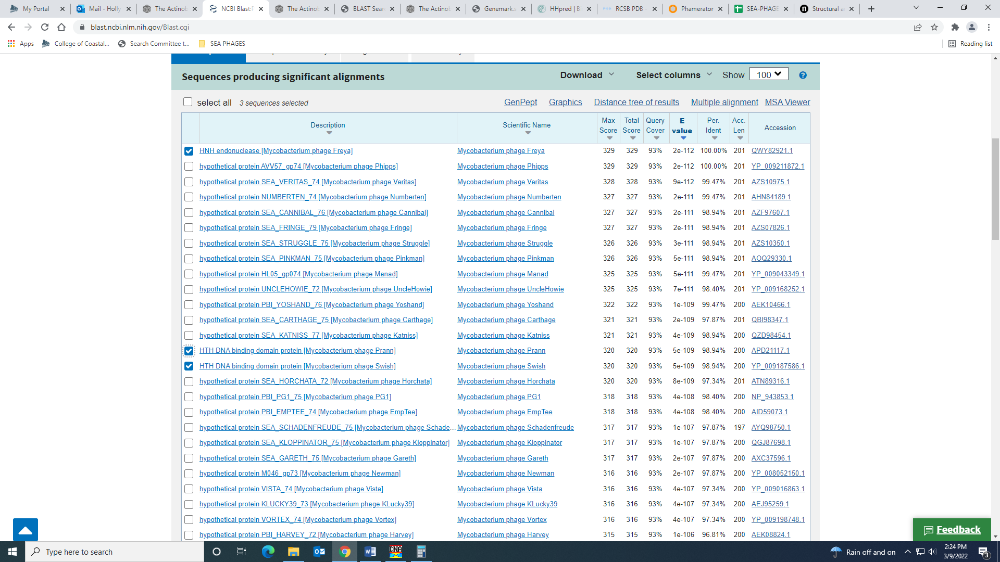 My Portal
Mail - Holly
The Actinob
NCBI Blast:F
The Actinob
BLAST Sear
The Actinob
Genemark.s
HHpred | Bi
RCSB PDB -
Phamerator
SEA-PHAGE
Structural a
blast.ncbi.nlm.nih.gov/Blast.cgi
Apps
College of Coastal...
Search Committee t...
SEA PHAGES
Reading list
Sequences producing significant alignments
Download
Select columns
Show
100
?
select all
3 sequences selected
GenPept
Graphics
Distance tree of results
Multiple alignment
MSA Viewer
Description Scientific Name Max Score Total Score Query Cover E value Per. Ident Acc. Len Accession
HNH endonuclease [Mycobacterium phage Freya] Mycobacterium phage Freya 329 329 93% 2e-112 100.00% 201 QWY82921.1
hypothetical protein AVV57_gp74 [Mycobacterium phage Phipps] Mycobacterium phage Phipps 329 329 93% 2e-112 100.00% 201 YP_009211872.1
hypothetical protein SEA_VERITAS_74 [Mycobacterium phage Veritas] Mycobacterium phage Veritas 328 328 93% 9e-112 99.47% 201 AZS10975.1
hypothetical protein NUMBERTEN_74 [Mycobacterium phage Numberten] Mycobacterium phage Numberten 327 327 93% 2e-111 99.47% 201 AHN84189.1
hypothetical protein SEA_CANNIBAL_76 [Mycobacterium phage Cannibal] Mycobacterium phage Cannibal 327 327 93% 2e-111 98.94% 201 AZF97607.1
hypothetical protein SEA_FRINGE_79 [Mycobacterium phage Fringe] Mycobacterium phage Fringe 327 327 93% 2e-111 98.94% 201 AZS07826.1
hypothetical protein SEA_STRUGGLE_75 [Mycobacterium phage Struggle] Mycobacterium phage Struggle 326 326 93% 3e-111 98.94% 201 AZS10350.1
hypothetical protein SEA_PINKMAN_75 [Mycobacterium phage Pinkman] Mycobacterium phage Pinkman 326 326 93% 5e-111 98.94% 201 AOQ29330.1
hypothetical protein HL05_gp074 [Mycobacterium phage Manad] Mycobacterium phage Manad 325 325 93% 5e-111 99.47% 201 YP_009043349.1
hypothetical protein UNCLEHOWIE_72 [Mycobacterium phage UncleHowie] Mycobacterium phage UncleHowie 325 325 93% 7e-111 98.40% 201 YP_009168252.1
hypothetical protein PBI_YOSHAND_76 [Mycobacterium phage Yoshand] Mycobacterium phage Yoshand 322 322 93% 1e-109 99.47% 200 AEK10466.1
hypothetical protein SEA_CARTHAGE_75 [Mycobacterium phage Carthage] Mycobacterium phage Carthage 321 321 93% 2e-109 97.87% 201 QBI98347.1
hypothetical protein SEA_KATNISS_77 [Mycobacterium phage Katniss] Mycobacterium phage Katniss 321 321 93% 4e-109 98.94% 200 QZD98454.1
HTH DNA binding domain protein [Mycobacterium phage Prann] Mycobacterium phage Prann 320 320 93% 5e-109 98.94% 200 APD21117.1
HTH DNA binding domain protein [Mycobacterium phage Swish] Mycobacterium phage Swish 320 320 93% 5e-109 98.94% 200 YP_009187586.1
hypothetical protein SEA_HORCHATA_72 [Mycobacterium phage Horchata] Mycobacterium phage Horchata 320 320 93% 8e-109 97.34% 201 ATN89316.1
hypothetical protein PBI_PG1_75 [Mycobacterium phage PG1] Mycobacterium phage PG1 318 318 93% 4e-108 98.40% 200 NP_943853.1
hypothetical protein PBI_EMPTEE_74 [Mycobacterium phage EmpTee] Mycobacterium phage EmpTee 318 318 93% 4e-108 98.40% 200 AID59073.1
hypothetical protein SEA_SCHADENFREUDE_75 [Mycobacterium phage Schade... Mycobacterium phage Schadenfreude 317 317 93% 1e-107 97.87% 197 AYQ98750.1
hypothetical protein SEA_KLOPPINATOR_75 [Mycobacterium phage Kloppinator] Mycobacterium phage Kloppinator 317 317 93% 1e-107 97.87% 200 QGJ87698.1
hypothetical protein SEA_GARETH_75 [Mycobacterium phage Gareth] Mycobacterium phage Gareth 317 317 93% 2e-107 97.87% 200 AXC37596.1
hypothetical protein M046_gp73 [Mycobacterium phage Newman] Mycobacterium phage Newman 316 316 93% 2e-107 97.87% 200 YP_008052150.1
hypothetical protein VISTA_74 [Mycobacterium phage Vista] Mycobacterium phage Vista 316 316 93% 4e-107 97.34% 200 YP_009016863.1
hypothetical protein KLUCKY39_73 [Mycobacterium phage KLucky39] Mycobacterium phage KLucky39 316 316 93% 4e-107 97.34% 200 AEJ95259.1
hypothetical protein VORTEX_74 [Mycobacterium phage Vortex] Mycobacterium phage Vortex 316 316 93% 4e-107 97.34% 200 YP_009198748.1
hypothetical protein PBI_HARVEY_72 [Mycobacterium phage Harvey] Mycobacterium phage Harvey 315 315 93% 1e-106 96.81% 200 AEK08824.1
Feedback
Type here to search
DNA
Rain off and on
2:24 PM
3/9/2022
3